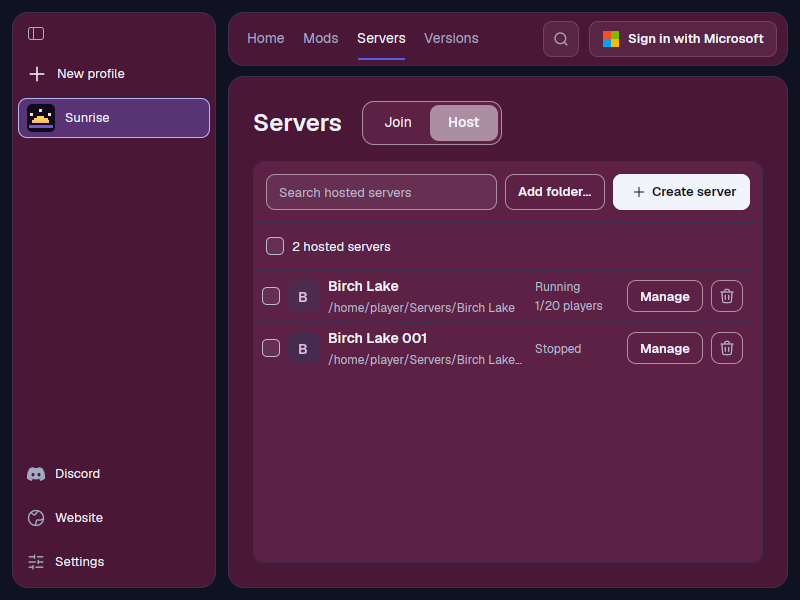 New profile
Sunrise
Discord
Website
Settings
Home
Mods
Servers
Versions
Sign in with Microsoft
Servers
Join
Host
Search hosted servers
Add folder...
Create server
2 hosted servers
B
Birch Lake
/home/player/Servers/Birch Lake
Running
1/20 players
Manage
B
Birch Lake 001
/home/player/Servers/Birch Lake...
Stopped
Manage